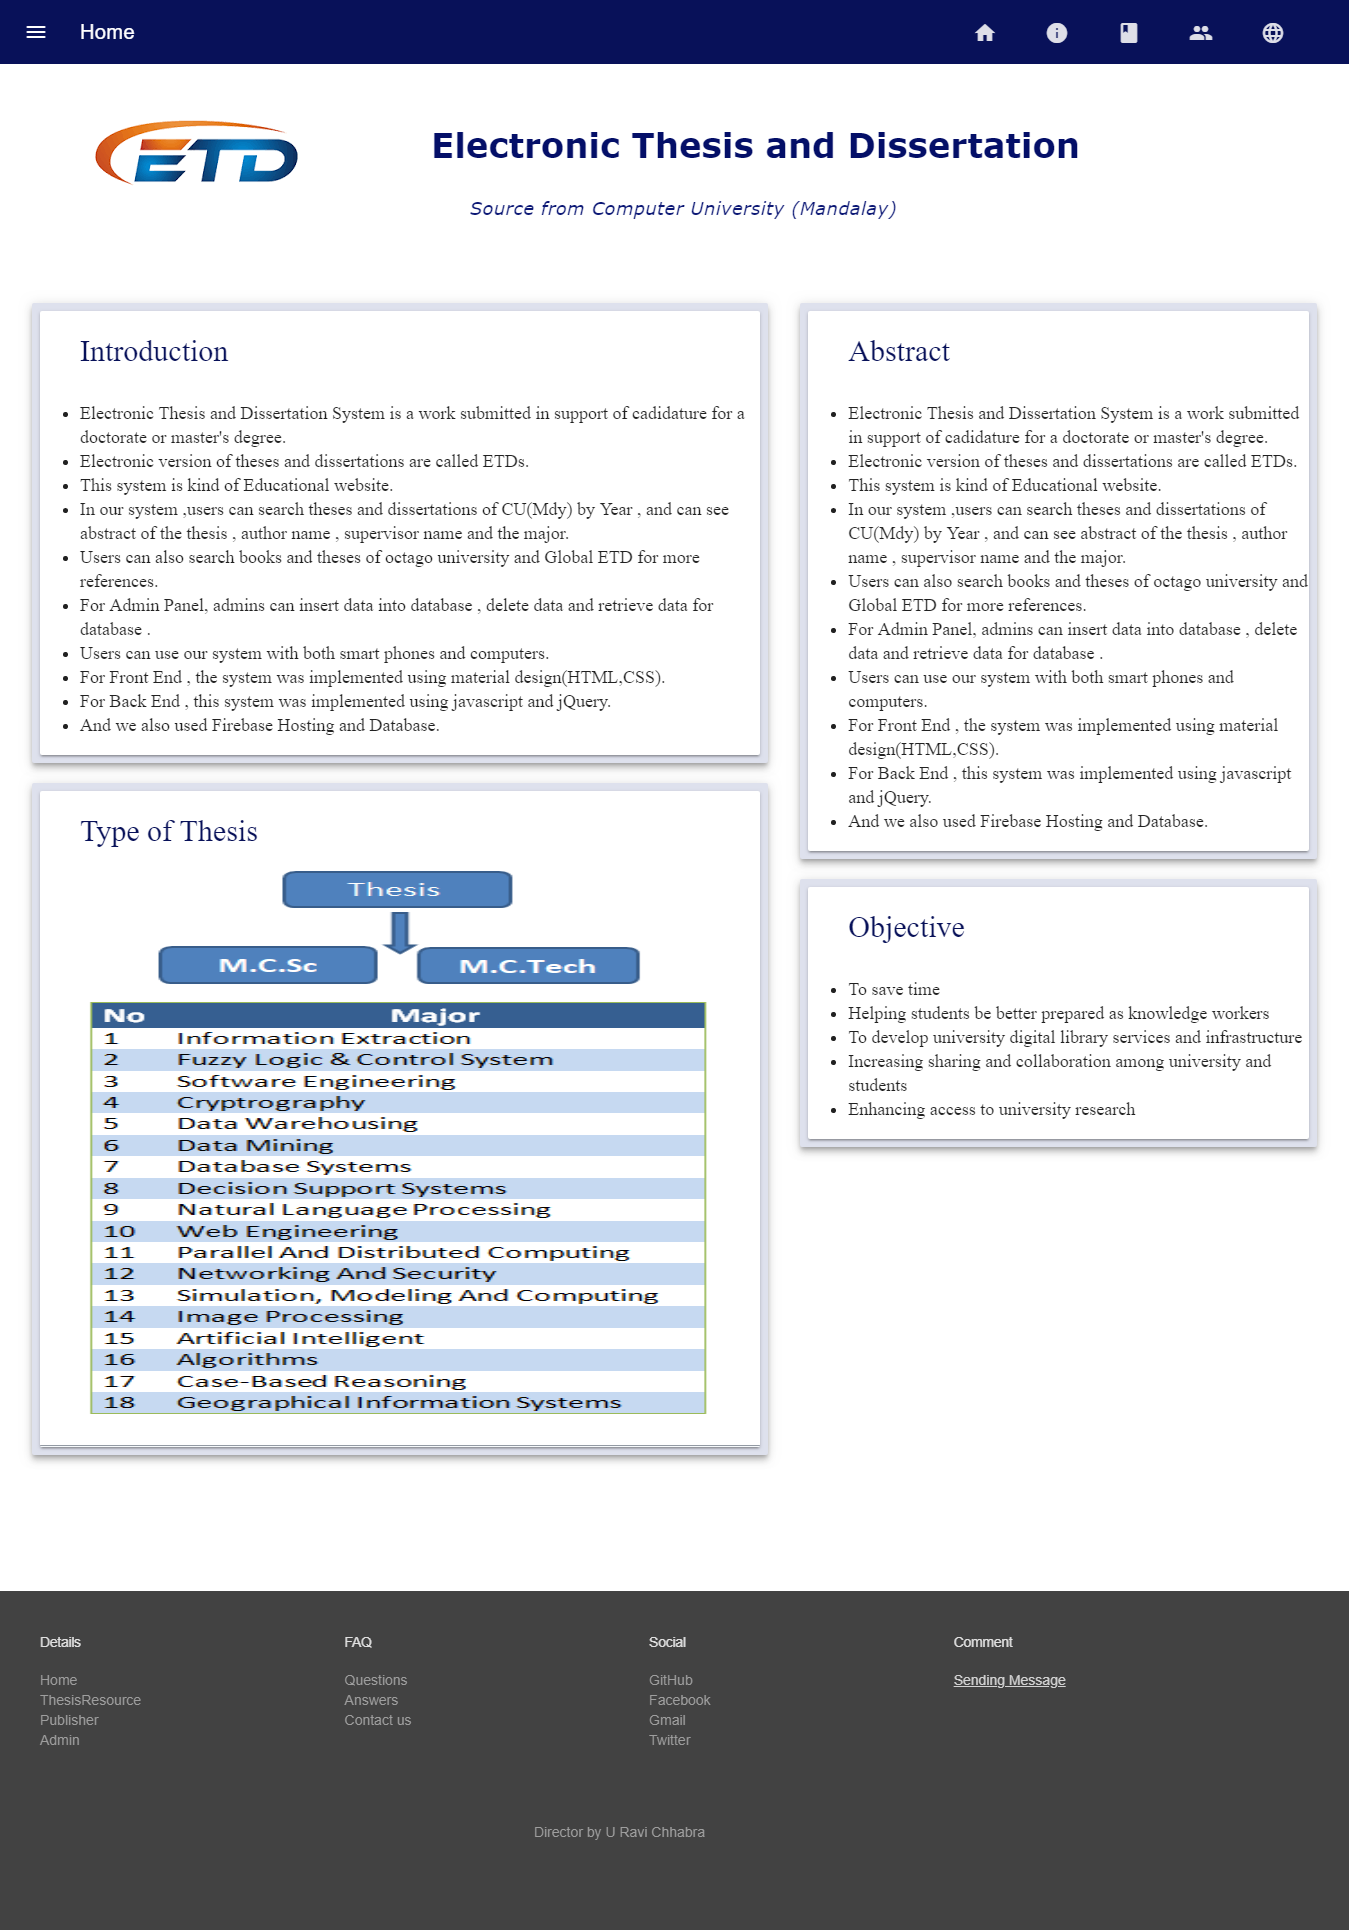 Home
ETD
Electronic Thesis and Dissertation
Source from Computer University (Mandalay)
Introduction
Electronic Thesis and Dissertation System is a work submitted in support of cadidature for a
doctorate or master's degree.
Electronic version of theses and dissertations are called ETDs.
This system is kind of Educational website.
In our system ,users can search theses and dissertations of CU(Mdy) by Year , and can see
abstract of the thesis , author name , supervisor name and the major.
Users can also search books and theses of octago university and Global ETD for more
references.
For Admin Panel, admins can insert data into database , delete data and retrieve data for
database .
Users can use our system with both smart phones and computers.
For Front End , the system was implemented using material design(HTML,CSS).
For Back End , this system was implemented using javascript and jQuery.
And we also used Firebase Hosting and Database.
Type of Thesis
Thesis
M.C.Sc
M.C.Tech
No Major
1 Information Extraction
2 Fuzzy Logic & Control System
3 Software Engineering
4 Cryptrography
5 Data Warehousing
6 Data Mining
7 Database Systems
8 Decision Support Systems
9 Natural Language Processing
10 Web Engineering
11 Parallel And Distributed Computing
12 Networking And Security
13 Simulation, Modeling And Computing
14 Image Processing
15 Artificial Intelligent
16 Algorithms
17 Case-Based Reasoning
18 Geographical Information Systems
Abstract
Electronic Thesis and Dissertation System is a work submitted
in support of cadidature for a doctorate or master's degree.
Electronic version of theses and dissertations are called ETDs.
This system is kind of Educational website.
In our system ,users can search theses and dissertations of
CU(Mdy) by Year , and can see abstract of the thesis , author
name , supervisor name and the major.
Users can also search books and theses of octago university and
Global ETD for more references.
For Admin Panel, admins can insert data into database , delete
data and retrieve data for database .
Users can use our system with both smart phones and
computers.
For Front End , the system was implemented using material
design(HTML,CSS).
For Back End , this system was implemented using javascript
and jQuery.
And we also used Firebase Hosting and Database.
Objective
To save time
Helping students be better prepared as knowledge workers
To develop university digital library services and infrastructure
Increasing sharing and collaboration among university and
students
Enhancing access to university research
Details
Home
ThesisResource
Publisher
Admin
FAQ
Questions
Answers
Contact us
Social
GitHub
Facebook
Gmail
Twitter
Comment
Sending Message
Director by U Ravi Chhabra